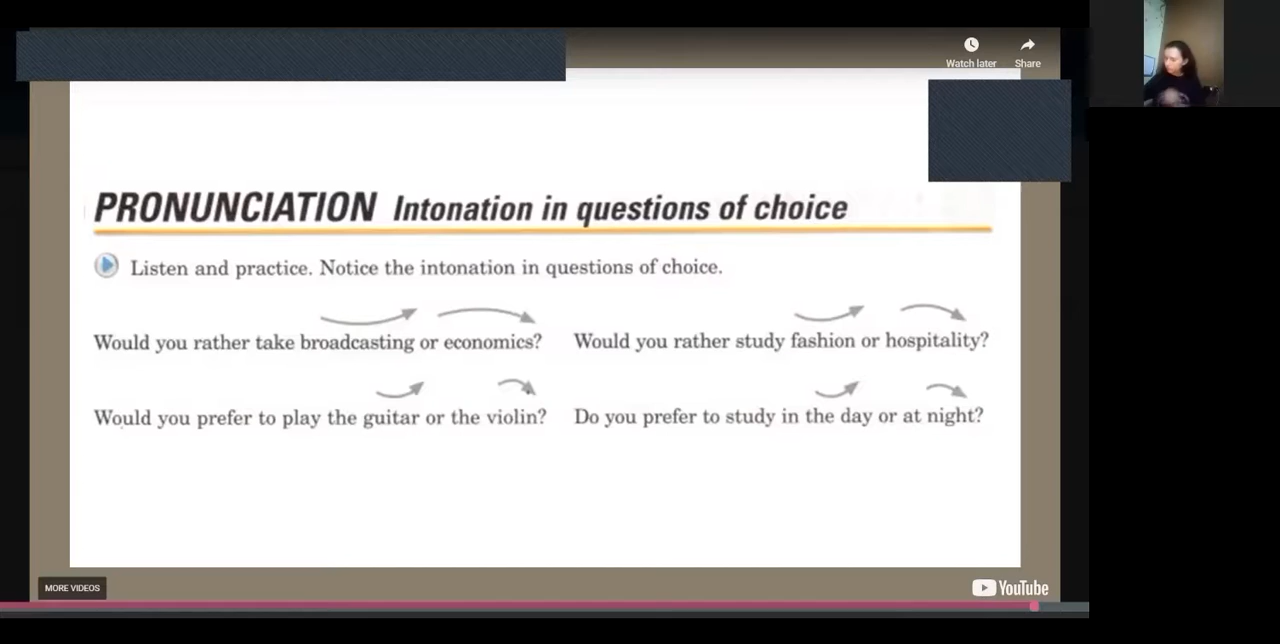 Watch later
Share
PRONUNCIATION Intonation in questions of choice
Listen and practice. Notice the intonation in questions of choice.
Would you rather take broadcasting or economics?
Would you rather study fashion or hospitality?
Would you prefer to play the guitar or the violin?
Do you prefer to study in the day or at night?
MORE VIDEOS
YouTube